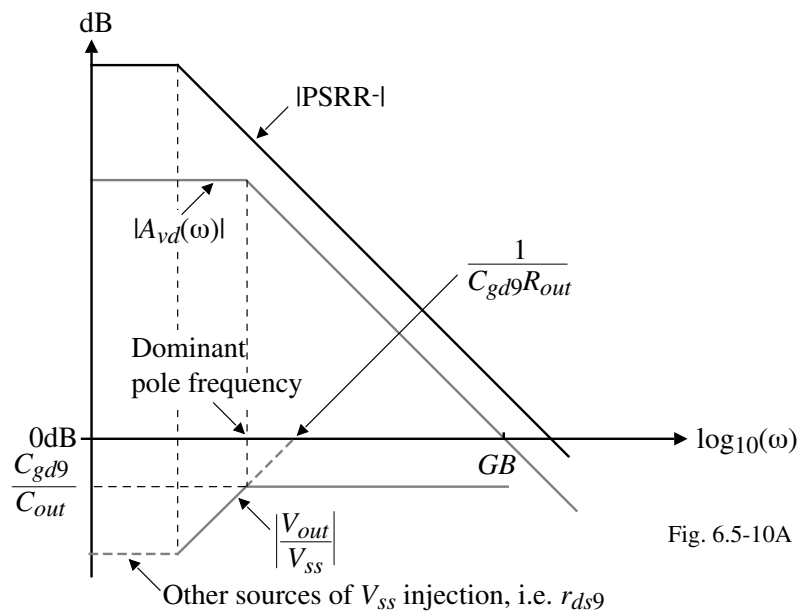 dB
|PSRR-|
|A_vd(ω)|
1
C_gd9R_out
Dominant
pole frequency
0dB
log10(ω)
GB
C_gd9
C_out
|V_out
V_ss|
Fig. 6.5-10A
Other sources of V_ss injection, i.e. r_ds9